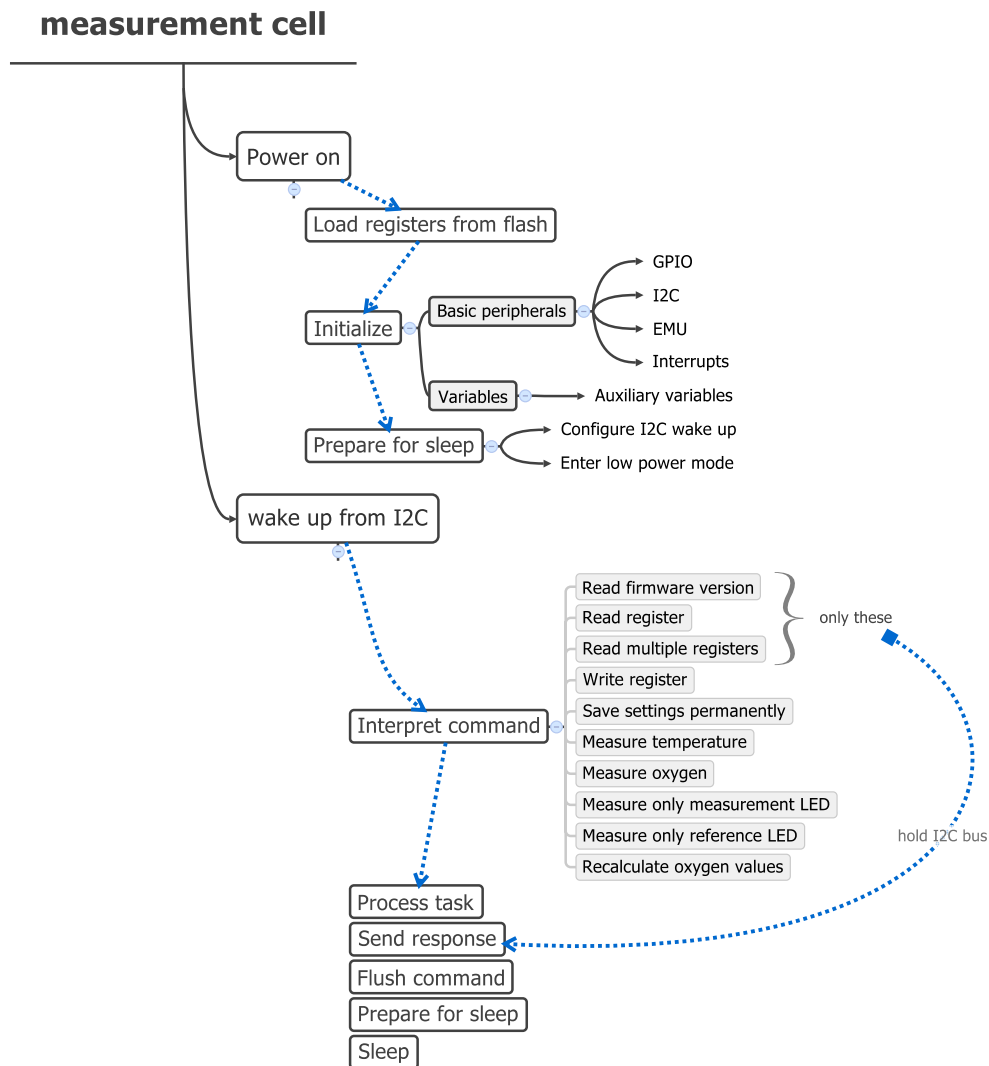 measurement cell
Power on
Load registers from flash
Initialize
Basic peripherals
GPIO
I2C
EMU
Interrupts
Variables
Auxiliary variables
Prepare for sleep
Configure I2C wake up
Enter low power mode
wake up from I2C
Interpret command
Read firmware version
Read register
Read multiple registers
only these
Write register
Save settings permanently
Measure temperature
Measure oxygen
Measure only measurement LED
Measure only reference LED
Recalculate oxygen values
hold I2C bus
Process task
Send response
Flush command
Prepare for sleep
Sleep